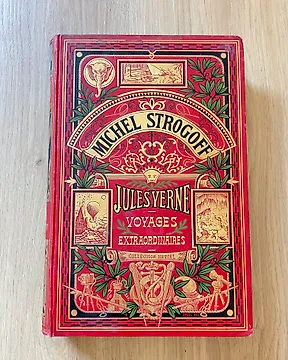 MICHEL STROGOFF
JULES VERNE
VOYAGES
EXTRAORDINAIRES
COLLECTION HETZEL